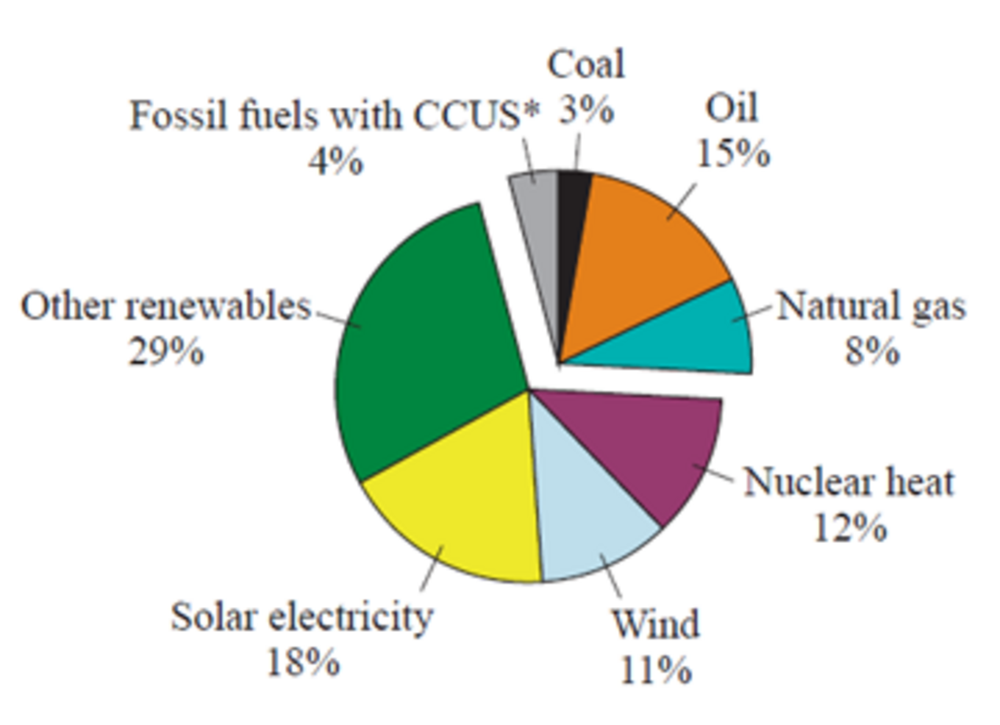 Coal
3%
Oil
15%
Fossil fuels with CCUS*
4%
Other renewables
29%
Natural gas
8%
Nuclear heat
12%
Solar electricity
18%
Wind
11%